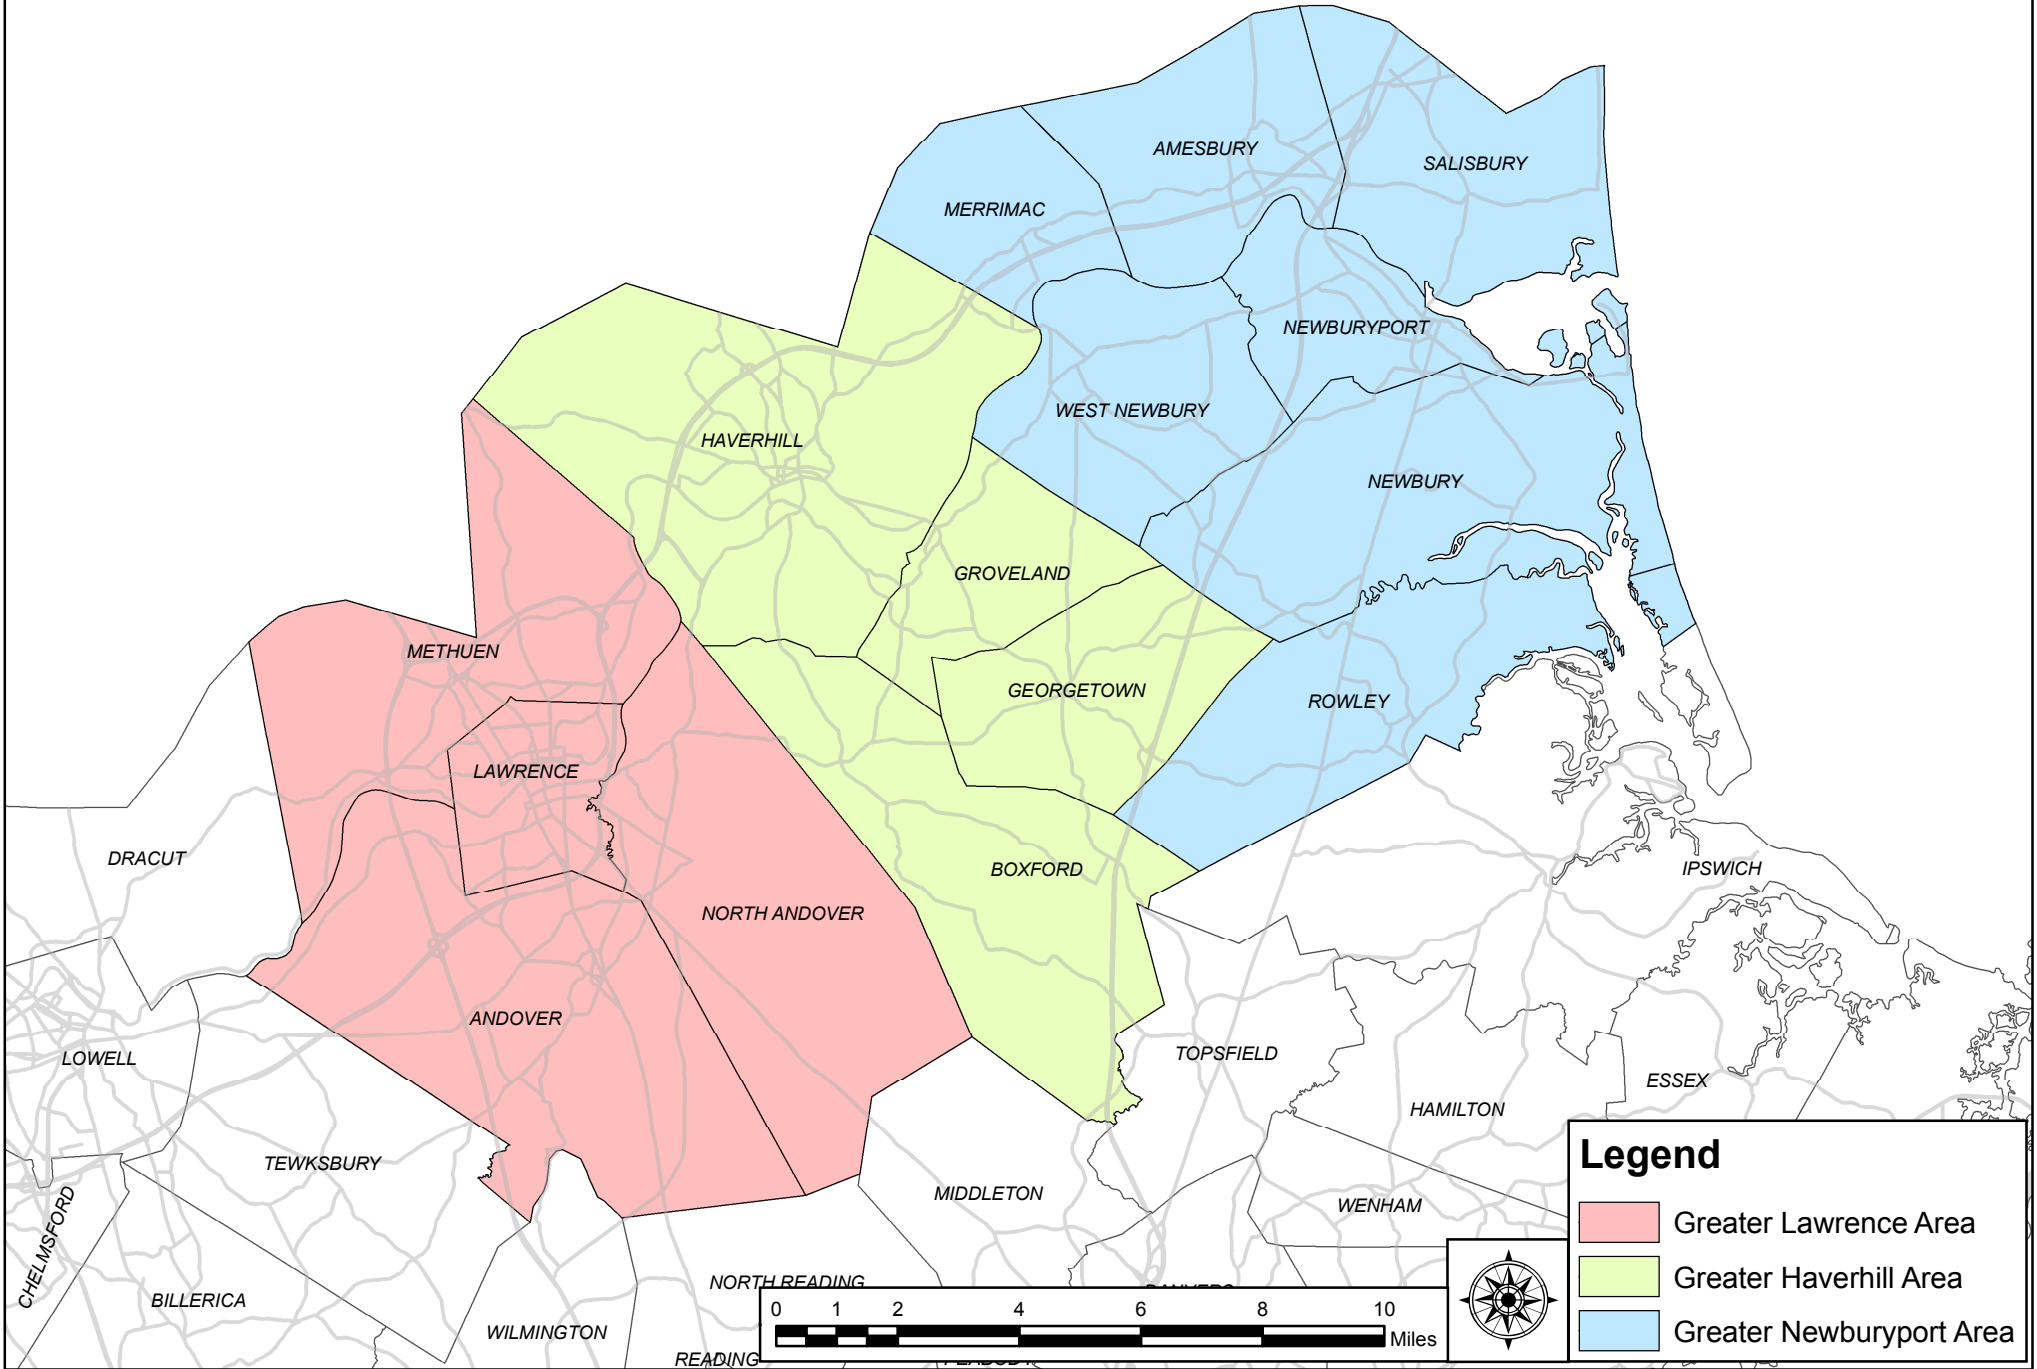 AMESBURY
SALISBURY
MERRIMAC
NEWBURYPORT
WEST NEWBURY
HAVERHILL
NEWBURY
GROVELAND
METHUEN
GEORGETOWN
ROWLEY
LAWRENCE
DRACUT
BOXFORD
IPSWICH
NORTH ANDOVER
ANDOVER
LOWELL
TOPSFIELD
ESSEX
HAMILTON
TEWKSBURY
MIDDLETON
WENHAM
CHELMSFORD
BILLERICA
NORTH READING
WILMINGTON
READING
0 1 2 4 6 8 10
Miles
Legend
Greater Lawrence Area
Greater Haverhill Area
Greater Newburyport Area